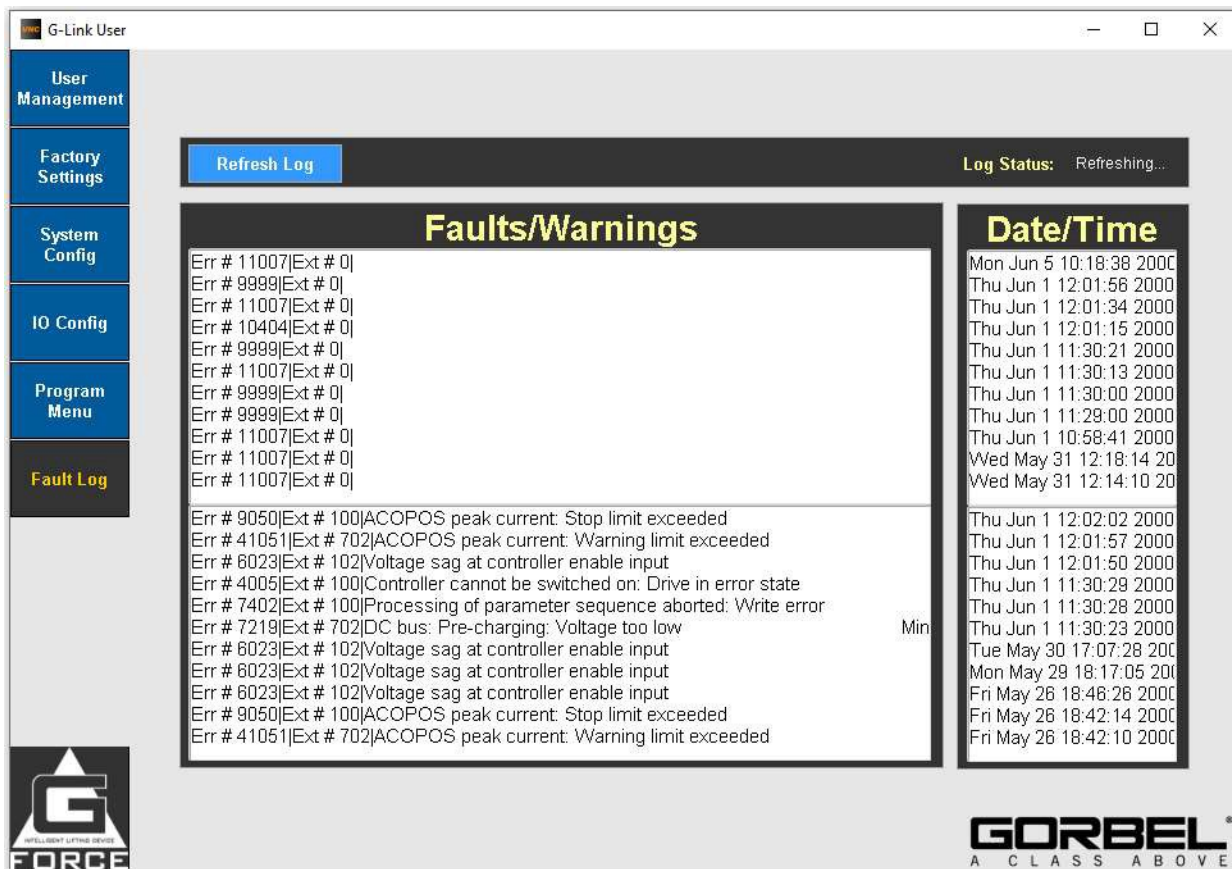 G-Link User
User
Management
Factory
Settings
System
Config
IO Config
Program
Menu
Fault Log
Refresh Log
Log Status: Refreshing...
Faults/Warnings
Err # 11007|Ext # 0|
Err # 9999|Ext # 0|
Err # 11007|Ext # 0|
Err # 10404|Ext # 0|
Err # 9999|Ext # 0|
Err # 11007|Ext # 0|
Err # 9999|Ext # 0|
Err # 9999|Ext # 0|
Err # 11007|Ext # 0|
Err # 11007|Ext # 0|
Err # 11007|Ext # 0|
Err # 9050|Ext # 100|ACOPOS peak current: Stop limit exceeded
Err # 41051|Ext # 702|ACOPOS peak current: Warning limit exceeded
Err # 6023|Ext # 102|Voltage sag at controller enable input
Err # 4005|Ext # 100|Controller cannot be switched on: Drive in error state
Err # 7402|Ext # 100|Processing of parameter sequence aborted: Write error
Err # 7219|Ext # 702|DC bus: Pre-charging: Voltage too low Min
Err # 6023|Ext # 102|Voltage sag at controller enable input
Err # 6023|Ext # 102|Voltage sag at controller enable input
Err # 6023|Ext # 102|Voltage sag at controller enable input
Err # 9050|Ext # 100|ACOPOS peak current: Stop limit exceeded
Err # 41051|Ext # 702|ACOPOS peak current: Warning limit exceeded
Date/Time
Mon Jun 5 10:18:38 2000
Thu Jun 1 12:01:56 2000
Thu Jun 1 12:01:34 2000
Thu Jun 1 12:01:15 2000
Thu Jun 1 11:30:21 2000
Thu Jun 1 11:30:13 2000
Thu Jun 1 11:30:00 2000
Thu Jun 1 11:29:00 2000
Thu Jun 1 10:58:41 2000
Wed May 31 12:18:14 20
Wed May 31 12:14:10 20
Thu Jun 1 12:02:02 2000
Thu Jun 1 12:01:57 2000
Thu Jun 1 12:01:50 2000
Thu Jun 1 11:30:29 2000
Thu Jun 1 11:30:28 2000
Thu Jun 1 11:30:23 2000
Tue May 30 17:07:28 200
Mon May 29 18:17:05 200
Fri May 26 18:46:26 2000
Fri May 26 18:42:14 2000
Fri May 26 18:42:10 2000
G
INTELLIGENT LIFTING DEVICE
FORCE
GORBEL®
A CLASS ABOVE